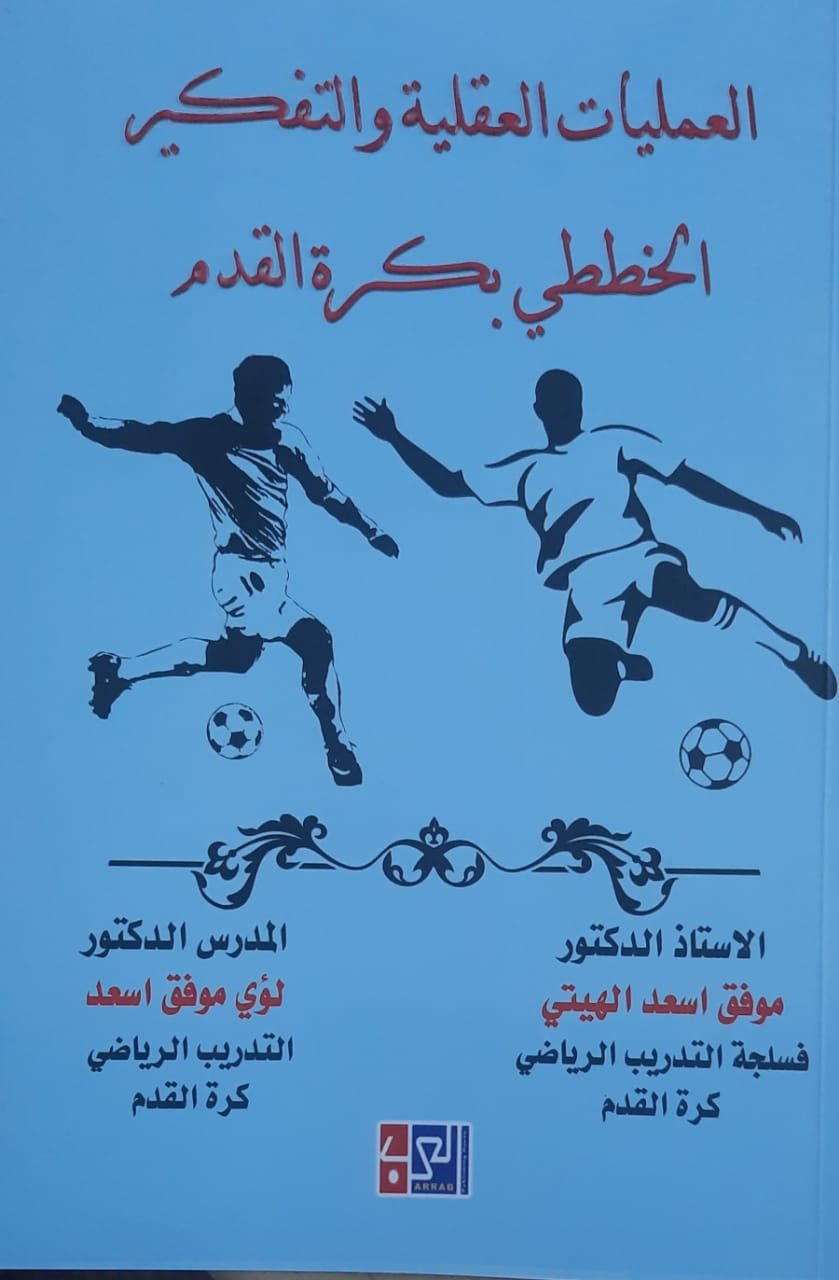 العمليات العقلية والتفكير
الخططي بكرة القدم
الاستاذ الدكتور
موفق اسعد الهيتي
فسلجة التدريب الرياضي
كرة القدم
المدرس الدكتور
لؤي موفق اسعد
التدريب الرياضي
كرة القدم
العراب
ARRAB